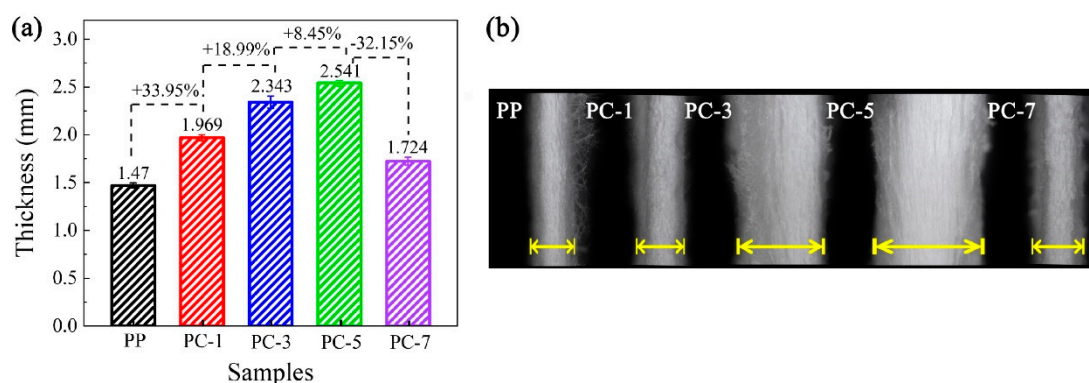 (a)
3.0
2.5
2.0
1.5
1.0
0.5
0.0
Thickness (mm)
+33.95%
+18.99%
+8.45%
-32.15%
1.47
1.969
2.343
2.541
1.724
PP PC-1 PC-3 PC-5 PC-7
Samples
(b)
PP PC-1 PC-3 PC-5 PC-7